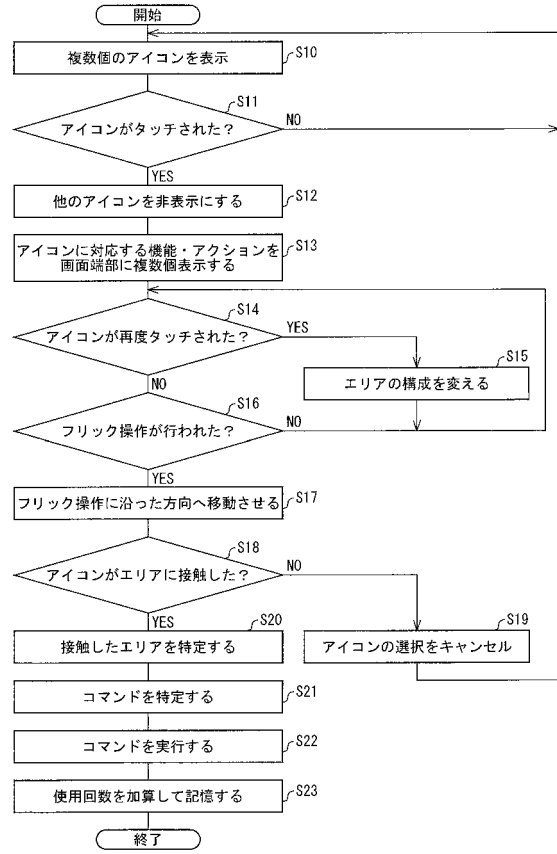 開始
複数個のアイコンを表示
S10
アイコンがタッチされた?
S11
NO
YES
他のアイコンを非表示にする
S12
アイコンに対応する機能・アクションを
画面端部に複数個表示する
S13
アイコンが再度タッチされた?
S14
YES
エリアの構成を変える
S15
NO
フリック操作が行われた?
S16
NO
YES
フリック操作に沿った方向へ移動させる
S17
アイコンがエリアに接触した?
S18
NO
YES
接触したエリアを特定する
S20
アイコンの選択をキャンセル
S19
コマンドを特定する
S21
コマンドを実行する
S22
使用回数を加算して記憶する
S23
終了